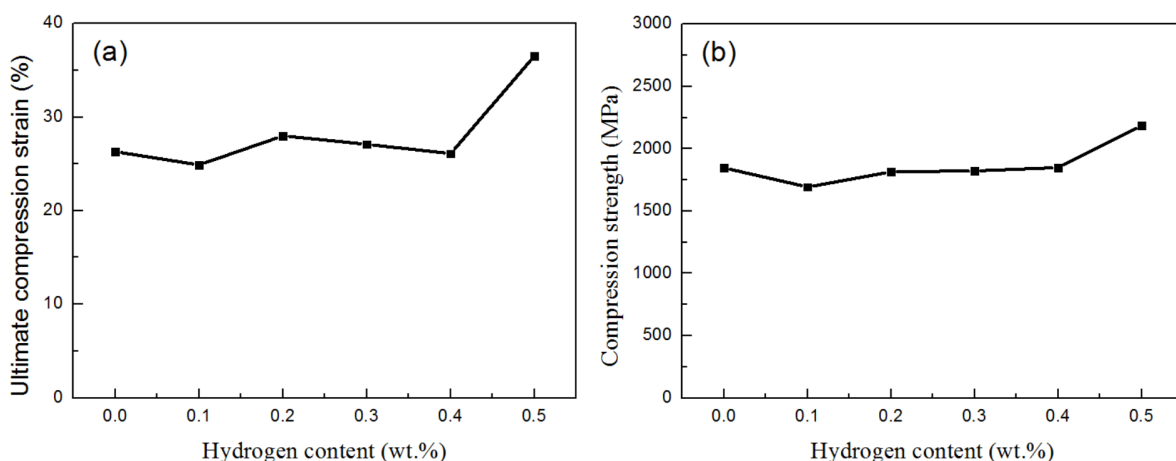 (a)
Ultimate compression strain (%)
40
30
20
10
0
0.0 0.1 0.2 0.3 0.4 0.5
Hydrogen content (wt.%)
(b)
Compression strength (MPa)
3000
2500
2000
1500
1000
500
0
0.0 0.1 0.2 0.3 0.4 0.5
Hydrogen content (wt.%)